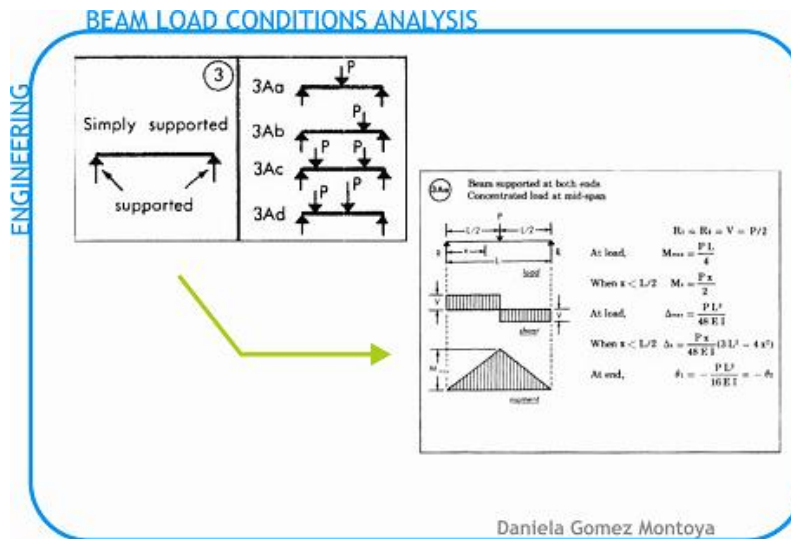 BEAM LOAD CONDITIONS ANALYSIS
ENGINEERING
3
Simply supported
supported
3Aa
P
3Ab
P
3Ac
P P
3Ad
P P
3Aa
Beam supported at both ends
Concentrated load at mid-span
P
L/2 L/2
R x R
L
load
V V
shear
M
moment
R₁ = R₂ = V = P/2
At load, Mmax = PL/4
When x < L/2 Mx = Px/2
At load, Δmax = PL³/48EI
When x < L/2 Δx = Px/48EI (3L² − 4x²)
At end, θ₁ = − PL²/16EI = − θ₂
Daniela Gomez Montoya